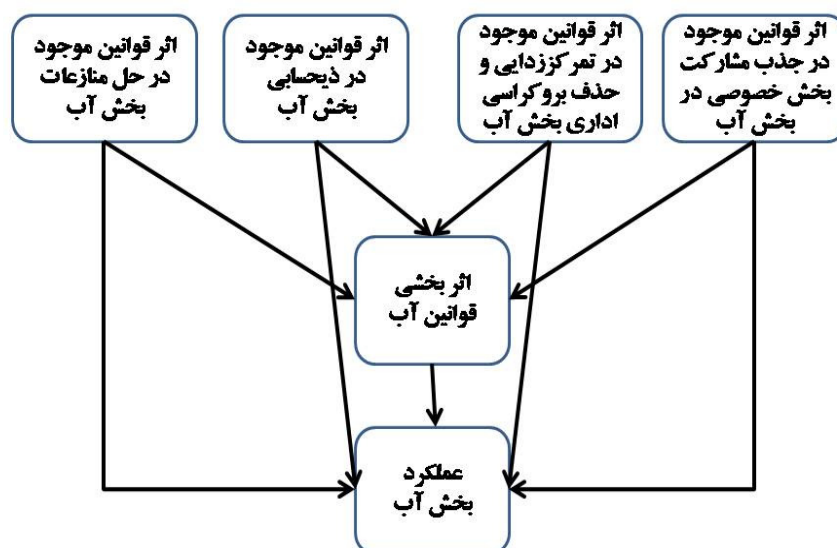 اثر قوانین موجود
در جذب مشارکت
بخش خصوصی در
بخش آب
اثر قوانین موجود
در تمرکززدایی و
حذف بروکراسی
اداری بخش آب
اثر قوانین موجود
در ذیحسابی
بخش آب
اثر قوانین موجود
در حل منازعات
بخش آب
اثر بخشی
قوانین آب
عملکرد
بخش آب